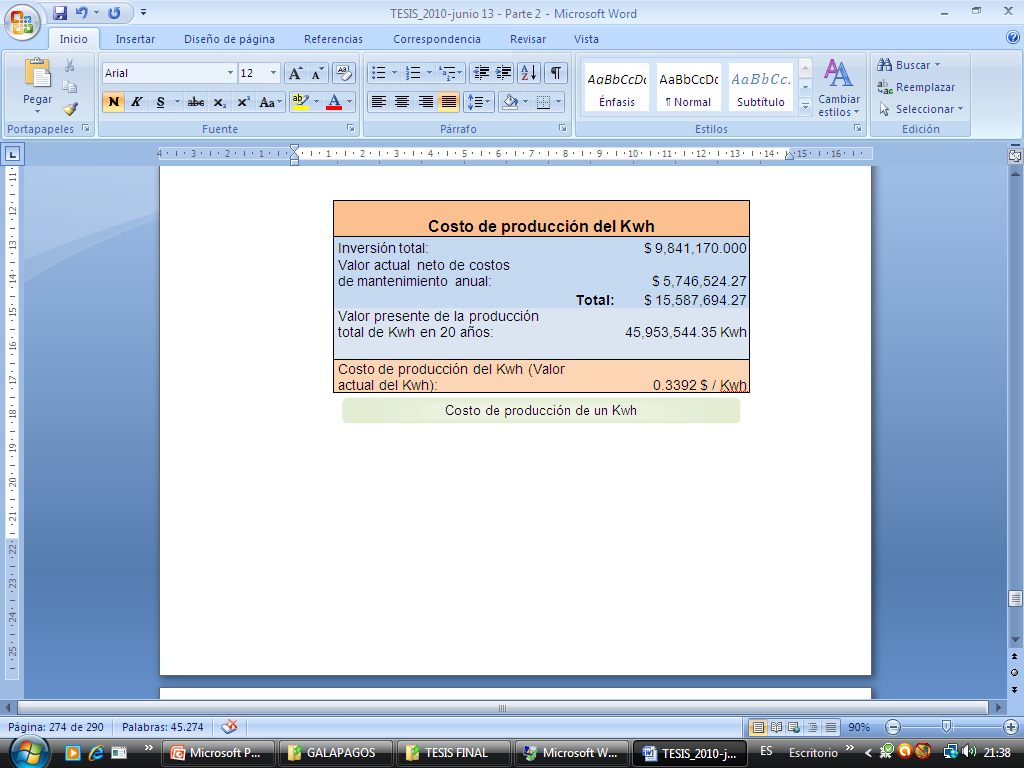 TESIS_2010-junio 13 - Parte 2 - Microsoft Word
Inicio Insertar Diseño de página Referencias Correspondencia Revisar Vista
Pegar
Portapapeles
Arial 12
N K S abc x₂ x² Aa
Fuente
Párrafo
AaBbCcDc AaBbCcDc AaBbCc.
Énfasis ¶ Normal Subtítulo
Cambiar estilos
Estilos
Buscar
Reemplazar
Seleccionar
Edición
Costo de producción del Kwh
Inversión total: $ 9,841,170.000
Valor actual neto de costos
de mantenimiento anual: $ 5,746,524.27
Total: $ 15,587,694.27
Valor presente de la producción
total de Kwh en 20 años: 45,953,544.35 Kwh
Costo de producción del Kwh (Valor
actual del Kwh): 0.3392 $ / Kwh
Costo de producción de un Kwh
Página: 274 de 290 Palabras: 45.274 90%
Microsoft P... GALAPAGOS TESIS FINAL Microsoft W... TESIS_2010-j... ES Escritorio 21:38